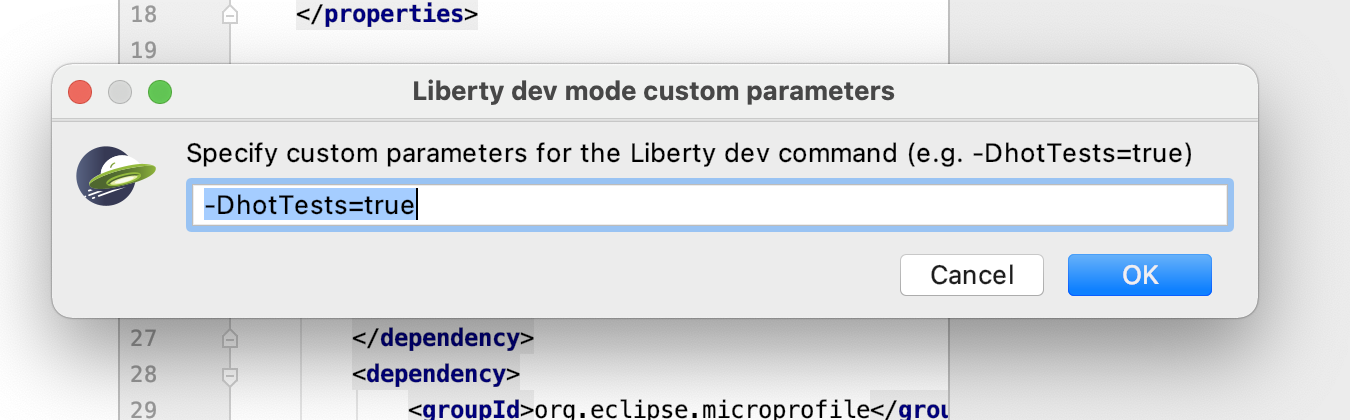 18 </properties>
19
Liberty dev mode custom parameters
Specify custom parameters for the Liberty dev command (e.g. -DhotTests=true)
-DhotTests=true
Cancel OK
27 </dependency>
28 <dependency>
29 <groupId>org.eclipse.microprofile</grou